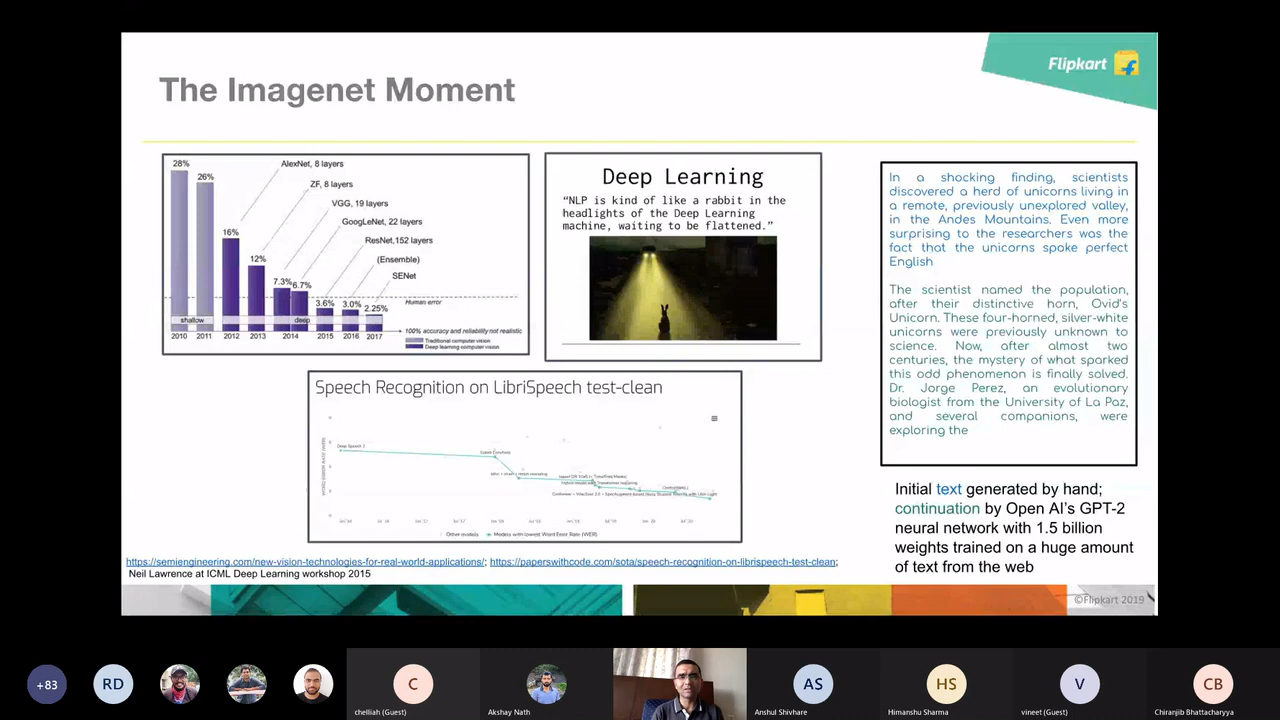 Flipkart
The Imagenet Moment
28%
26%
16%
12%
7.3%
6.7%
3.6%
3.0%
2.25%
AlexNet, 8 layers
ZF, 8 layers
VGG, 19 layers
GoogLeNet, 22 layers
ResNet,152 layers
(Ensemble)
SENet
Human error
shallow
deep
100% accuracy and reliability not realistic
2010 2011 2012 2013 2014 2015 2016 2017
Traditional computer vision
Deep learning computer vision
Deep Learning
“NLP is kind of like a rabbit in the
headlights of the Deep Learning
machine, waiting to be flattened.”
In a shocking finding, scientists
discovered a herd of unicorns living in
a remote, previously unexplored valley,
in the Andes Mountains. Even more
surprising to the researchers was the
fact that the unicorns spoke perfect
English
The scientist named the population,
after their distinctive horn, Ovid's
Unicorn. These four-horned, silver-white
unicorns were previously unknown to
science. Now, after almost two
centuries, the mystery of what sparked
this odd phenomenon is finally solved.
Dr. Jorge Perez, an evolutionary
biologist from the University of La Paz,
and several companions, were
exploring the
Speech Recognition on LibriSpeech test-clean
Deep Speech 2
Other models
Models with lowest Word Error Rate (WER)
Initial text generated by hand;
continuation by Open AI's GPT-2
neural network with 1.5 billion
weights trained on a huge amount
of text from the web
https://semiengineering.com/new-vision-technologies-for-real-world-applications/; https://paperswithcode.com/sota/speech-recognition-on-librispeech-test-clean;
Neil Lawrence at ICML Deep Learning workshop 2015
©Flipkart 2019
+83
RD
C
AS
HS
V
CB
chelliah (Guest)
Akshay Nath
Anshul Shivhare
Himanshu Sharma
vineet (Guest)
Chiranjib Bhattacharyya